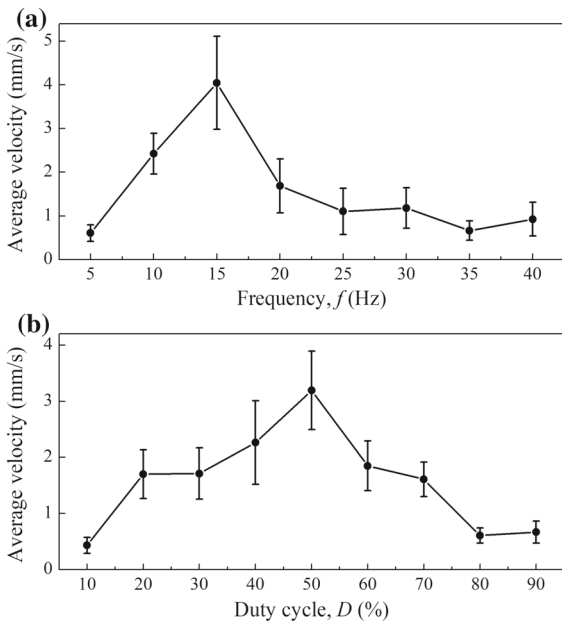 (a)
5
4
3
2
1
0
Average velocity (mm/s)
5 10 15 20 25 30 35 40
Frequency, f (Hz)
(b)
4
3
2
1
0
Average velocity (mm/s)
10 20 30 40 50 60 70 80 90
Duty cycle, D (%)